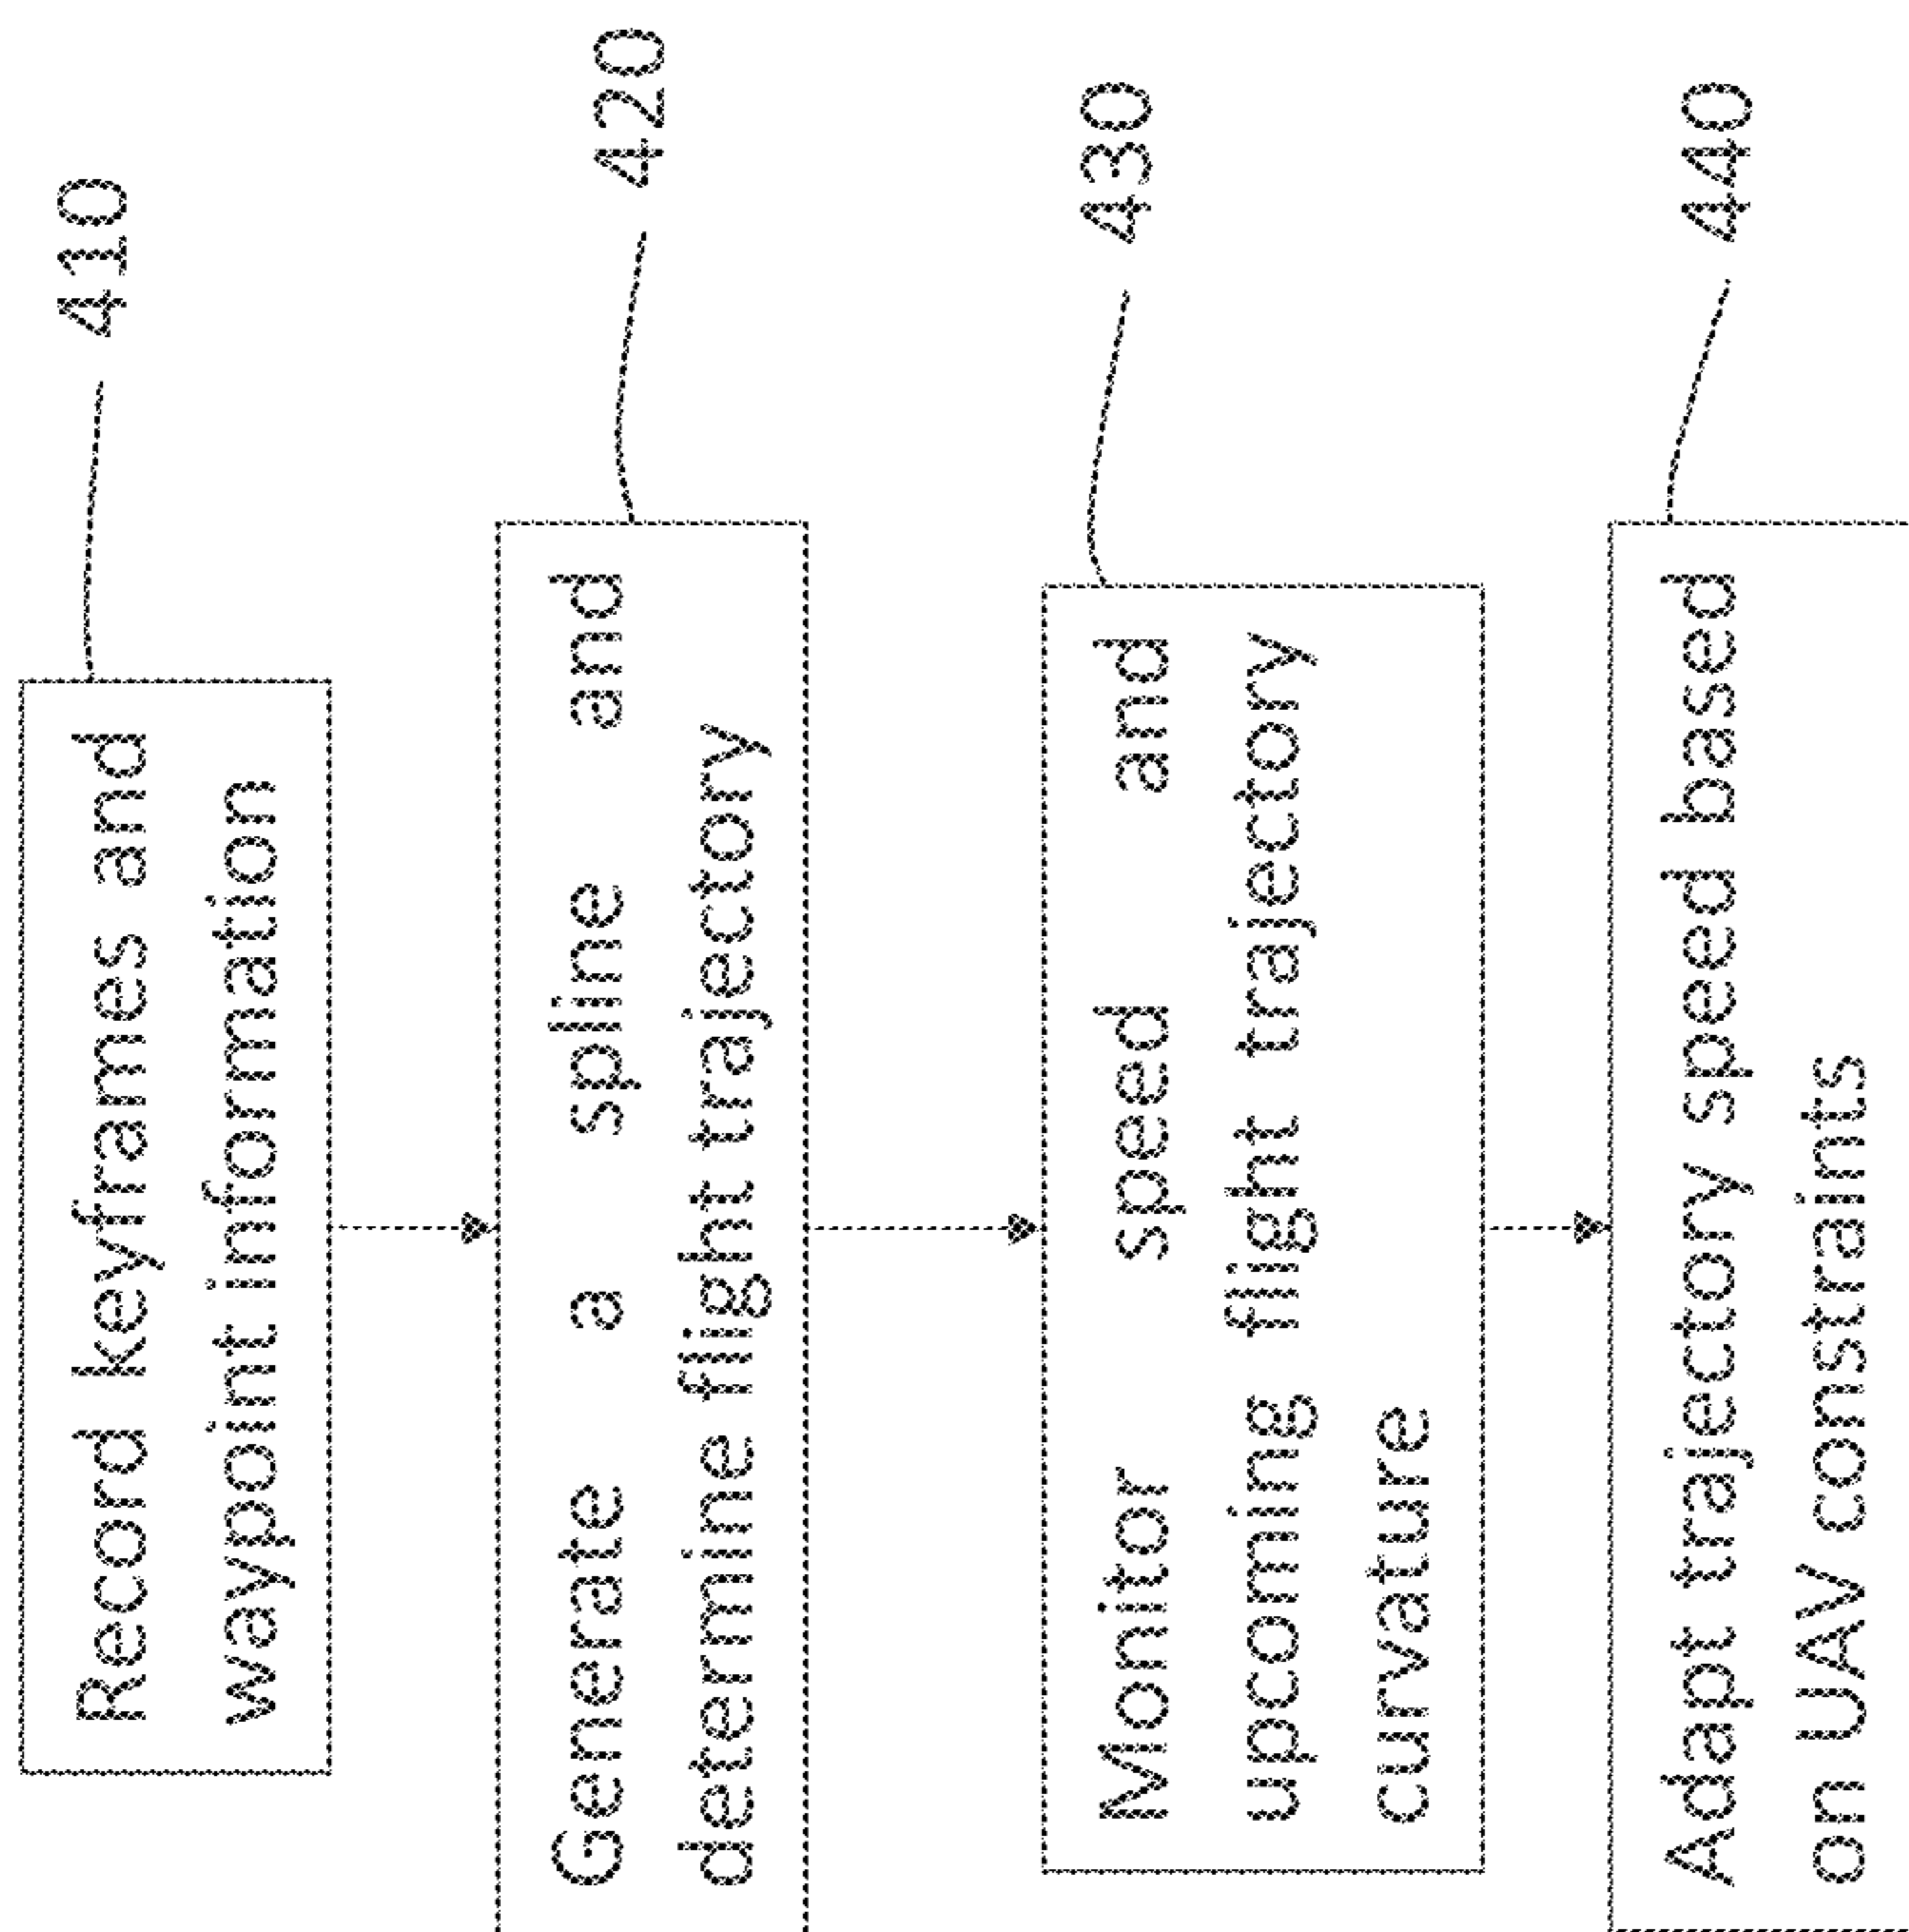 410
Record keyframes and
waypoint information
420
Generate a spline and
determine flight trajectory
430
Monitor speed and
upcoming flight trajectory
curvature
440
Adapt trajectory speed based
on UAV constraints